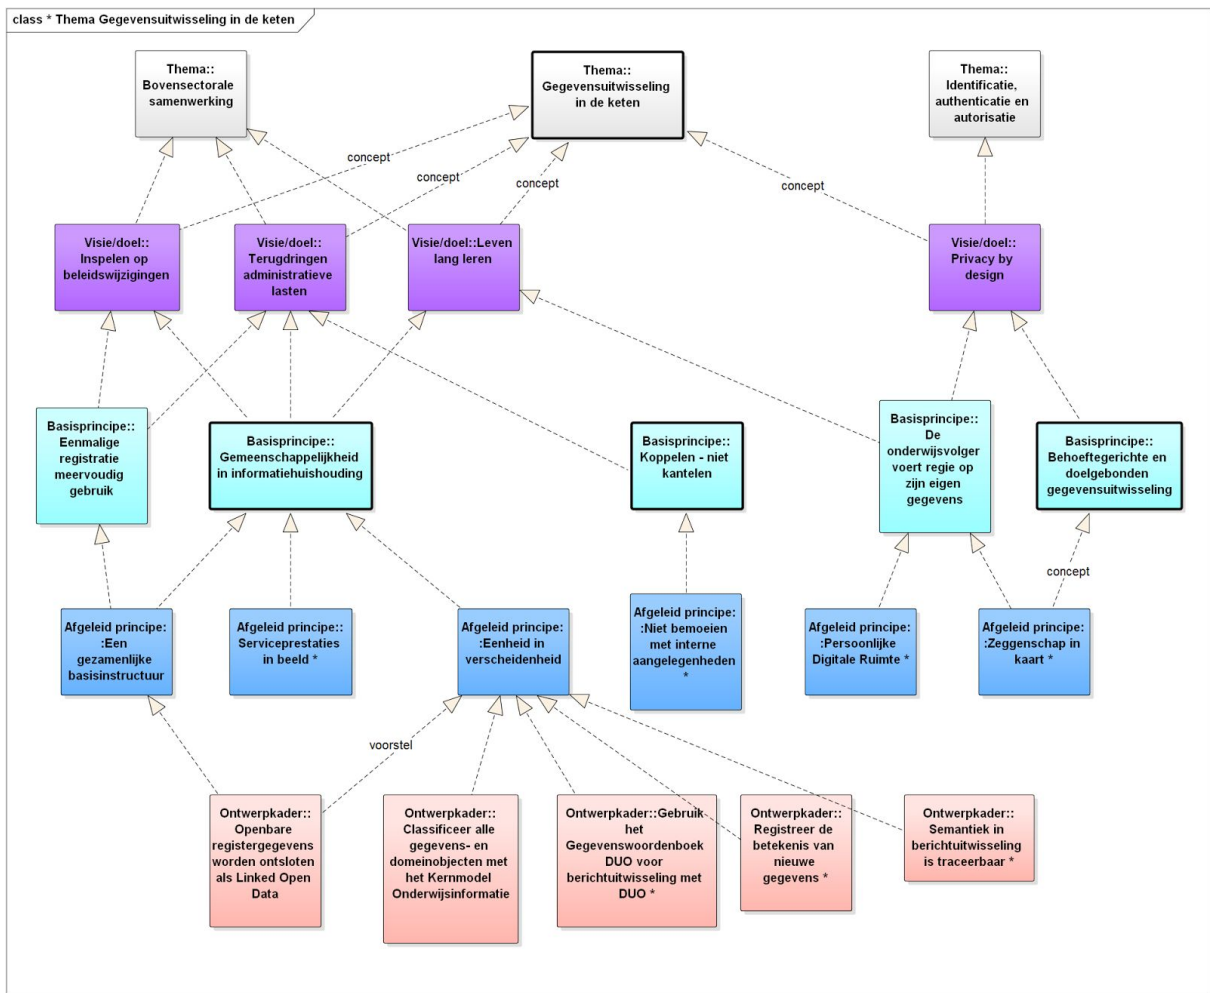 class * Thema Gegevensuitwisseling in de keten
Thema::
Bovensectorale
samenwerking
Thema::
Gegevensuitwisseling
in de keten
Thema::
Identificatie,
authenticatie en
autorisatie
concept
concept
concept
concept
Visie/doel::
Inspelen op
beleidswijzigingen
Visie/doel::
Terugdringen
administratieve
lasten
Visie/doel::Leven
lang leren
Visie/doel::
Privacy by
design
Basisprincipe::
Eenmalige
registratie
meervoudig
gebruik
Basisprincipe::
Gemeenschappelijkheid
in informatiehuishouding
Basisprincipe::
Koppelen - niet
kantelen
Basisprincipe::
De
onderwijsvolger
voert regie op
zijn eigen
gegevens
Basisprincipe::
Behoeftegerichte en
doelgebonden
gegevensuitwisseling
concept
Afgeleid principe:
:Een
gezamenlijke
basisinstructuur
Afgeleid principe::
Serviceprestaties
in beeld *
Afgeleid principe:
:Eenheid in
verscheidenheid
Afgeleid principe:
:Niet bemoeien
met interne
aangelegenheden
*
Afgeleid principe:
:Persoonlijke
Digitale Ruimte *
Afgeleid principe:
:Zeggenschap in
kaart *
voorstel
Ontwerpkader::
Openbare
registergegevens
worden ontsloten
als Linked Open
Data
Ontwerpkader::
Classificeer alle
gegevens- en
domeinobjecten met
het Kernmodel
Onderwijsinformatie
Ontwerpkader::Gebruik
het
Gegevenswoordenboek
DUO voor
berichtuitwisseling met
DUO *
Ontwerpkader::
Registreer de
betekenis van
nieuwe
gegevens *
Ontwerpkader::
Semantiek in
berichtuitwisseling
is traceerbaar *